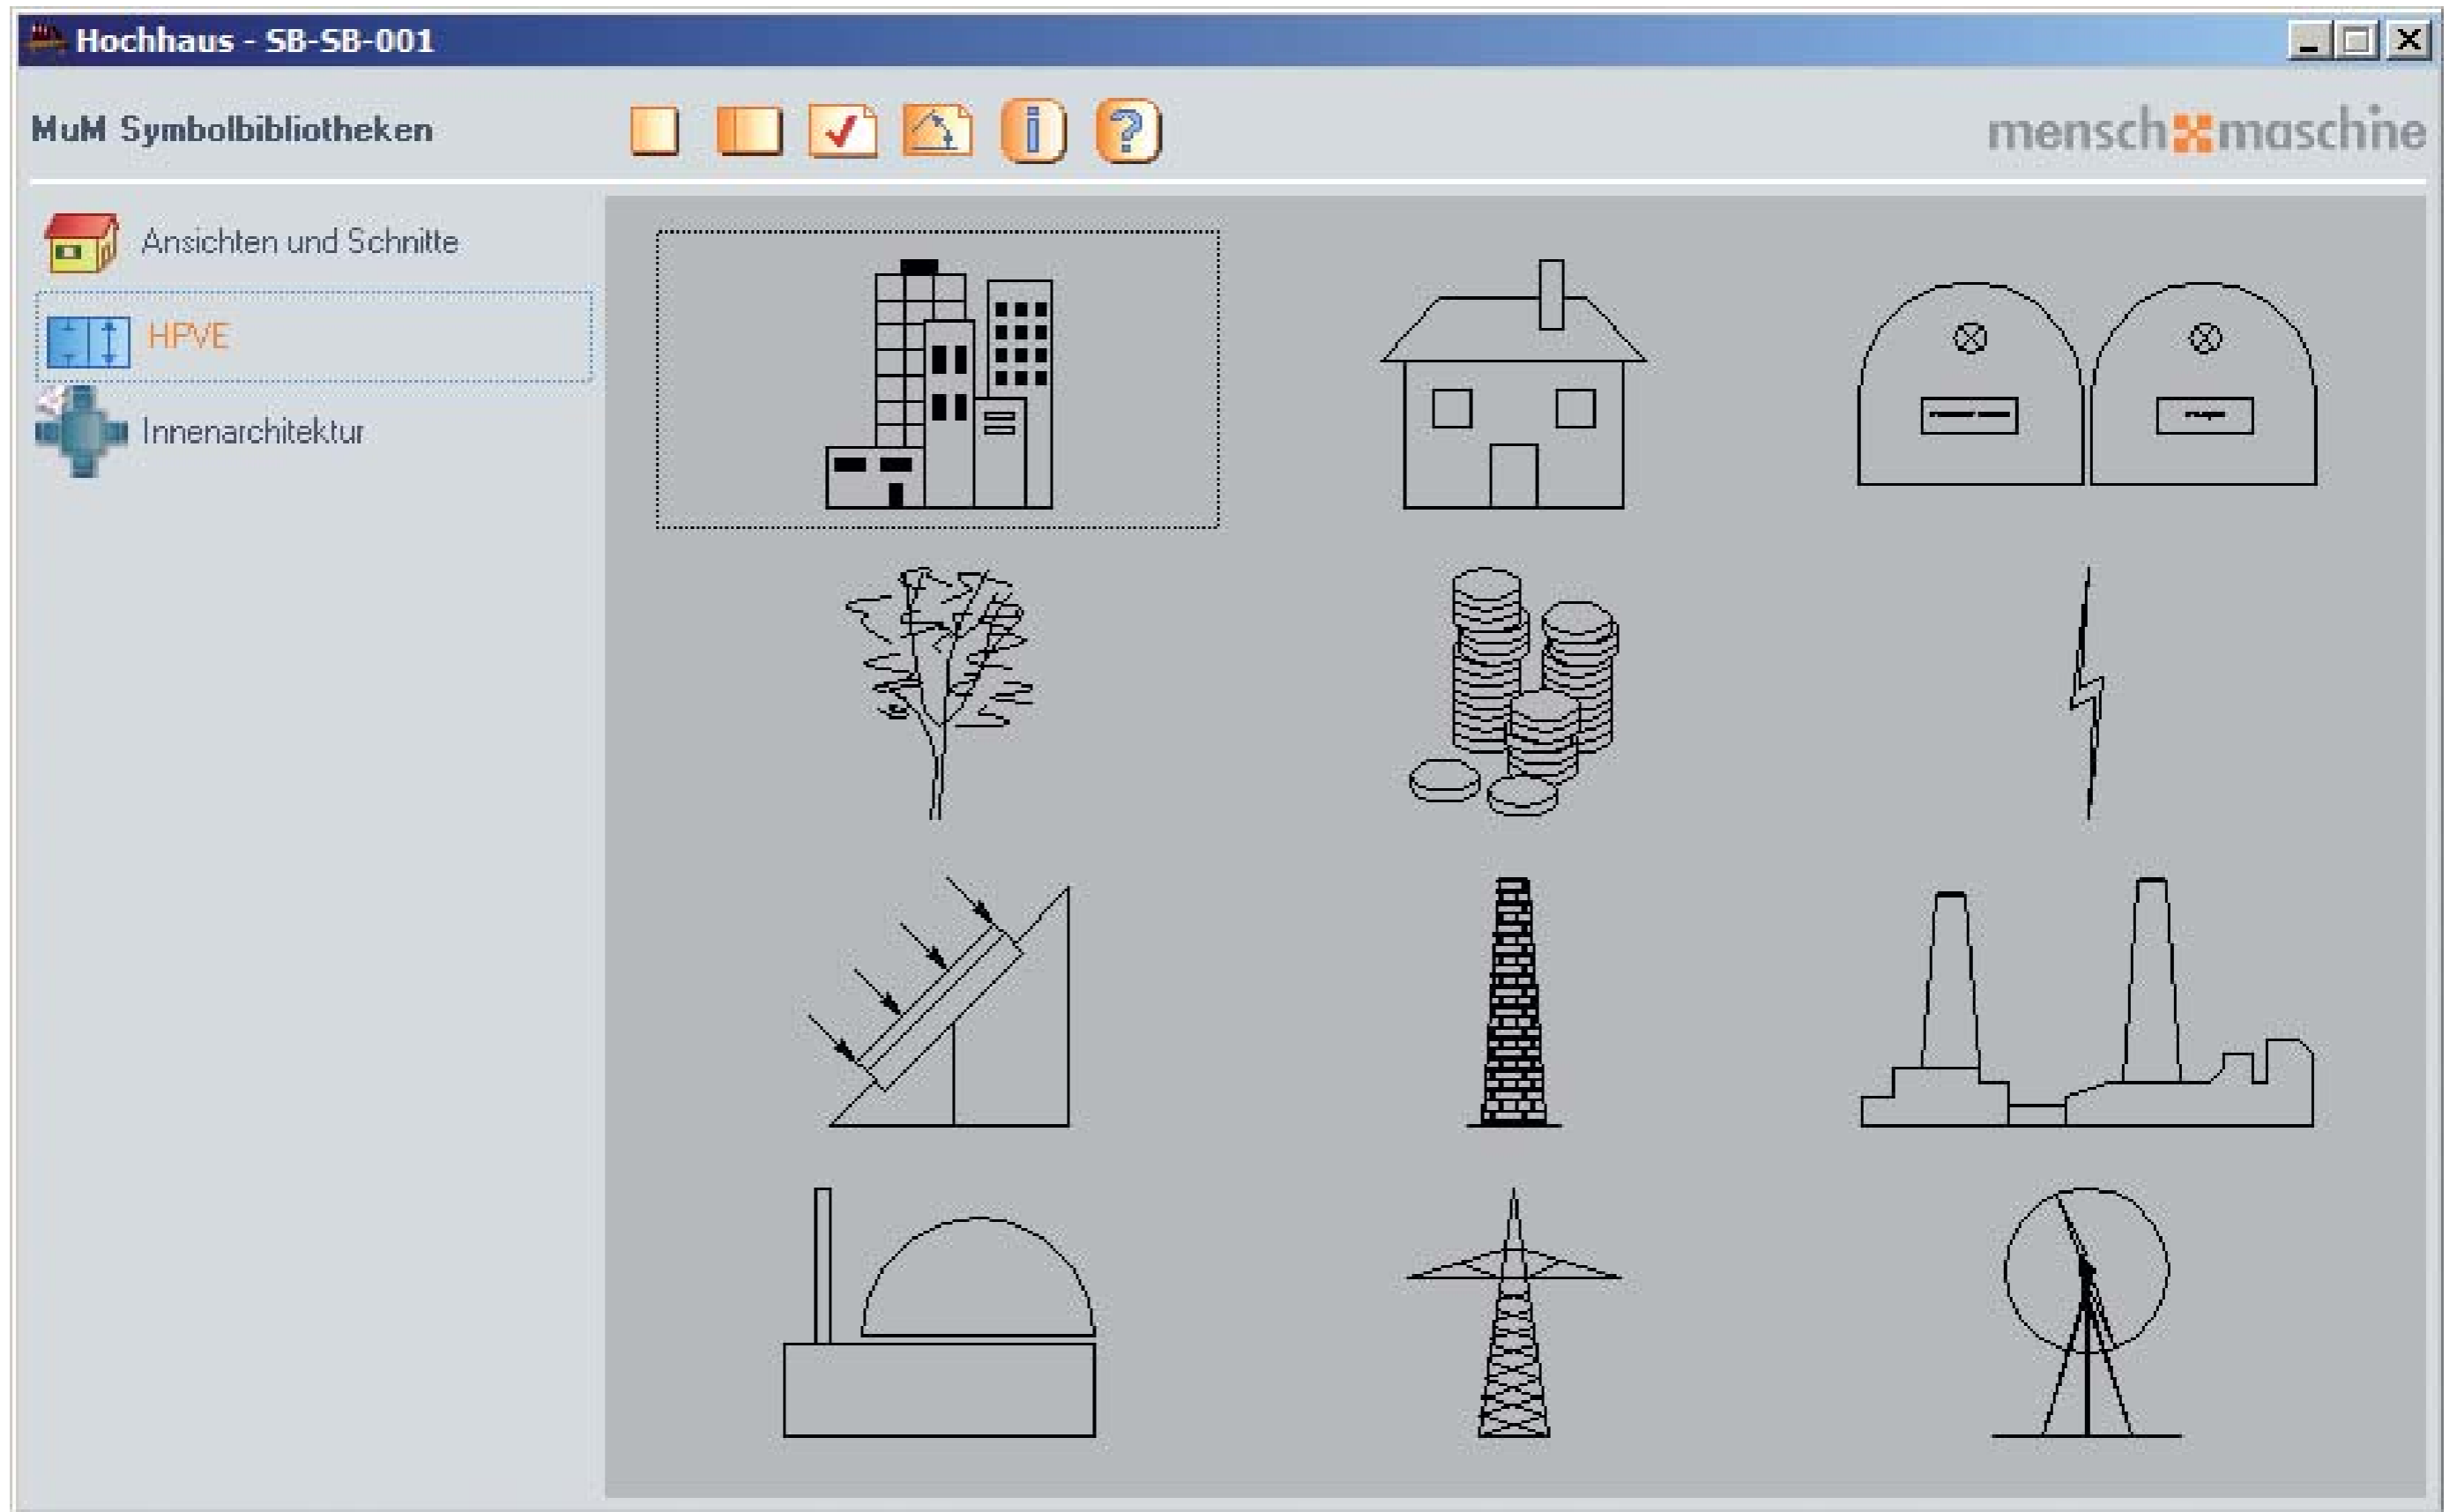 Hochhaus - SB-SB-001
MuM Symbolbibliotheken
mensch maschine
Ansichten und Schnitte
HPVE
Innenarchitektur